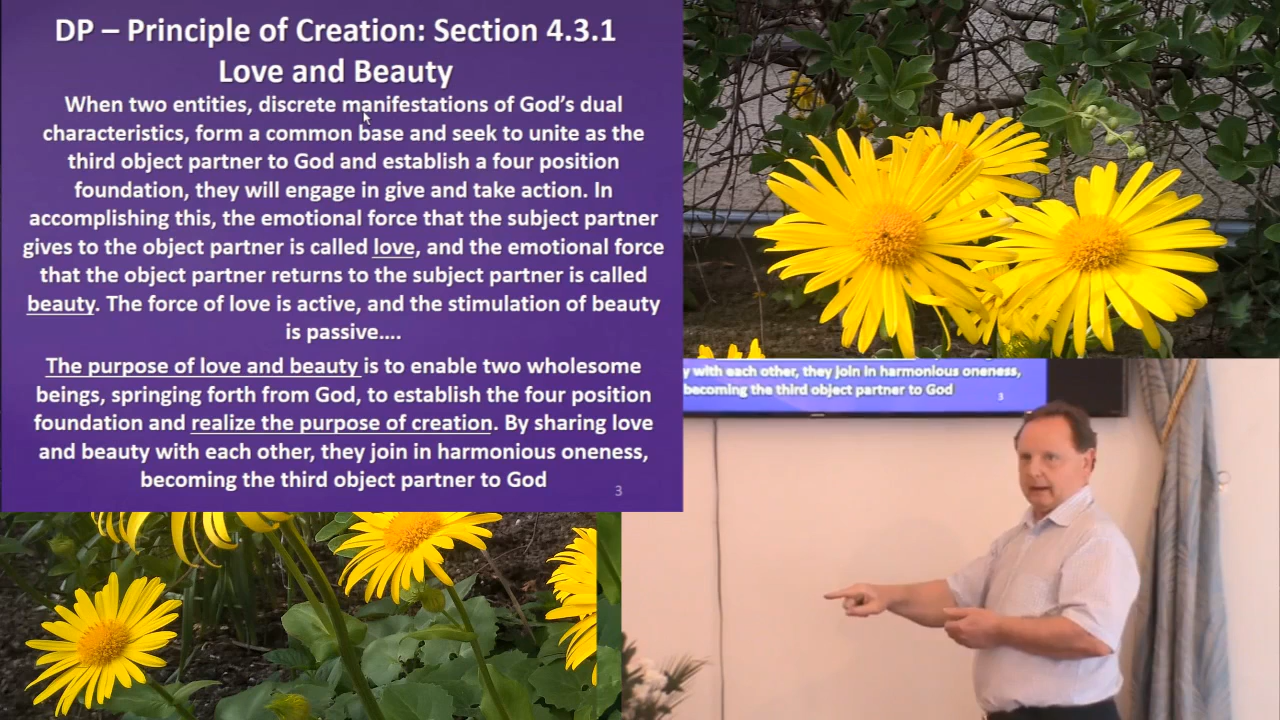 DP – Principle of Creation: Section 4.3.1
Love and Beauty
When two entities, discrete manifestations of God's dual
characteristics, form a common base and seek to unite as the
third object partner to God and establish a four position
foundation, they will engage in give and take action. In
accomplishing this, the emotional force that the subject partner
gives to the object partner is called love, and the emotional force
that the object partner returns to the subject partner is called
beauty. The force of love is active, and the stimulation of beauty
is passive....
The purpose of love and beauty is to enable two wholesome
beings, springing forth from God, to establish the four position
foundation and realize the purpose of creation. By sharing love
and beauty with each other, they join in harmonious oneness,
becoming the third object partner to God
3
y with each other, they join in harmonious oneness,
becoming the third object partner to God
3